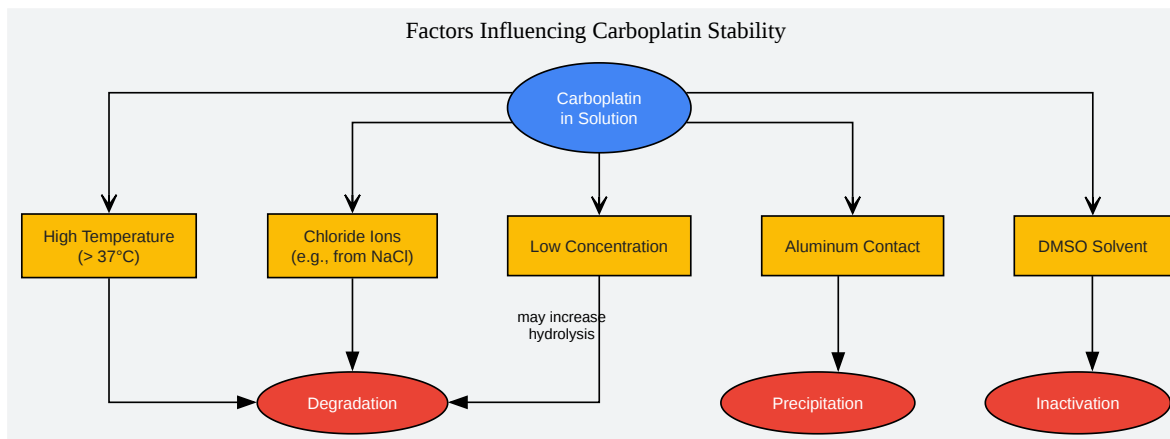 Factors Influencing Carboplatin Stability
Carboplatin
in Solution
High Temperature
(> 37°C)
Chloride Ions
(e.g., from NaCl)
Low Concentration
Aluminum Contact
DMSO Solvent
may increase
hydrolysis
Degradation
Precipitation
Inactivation